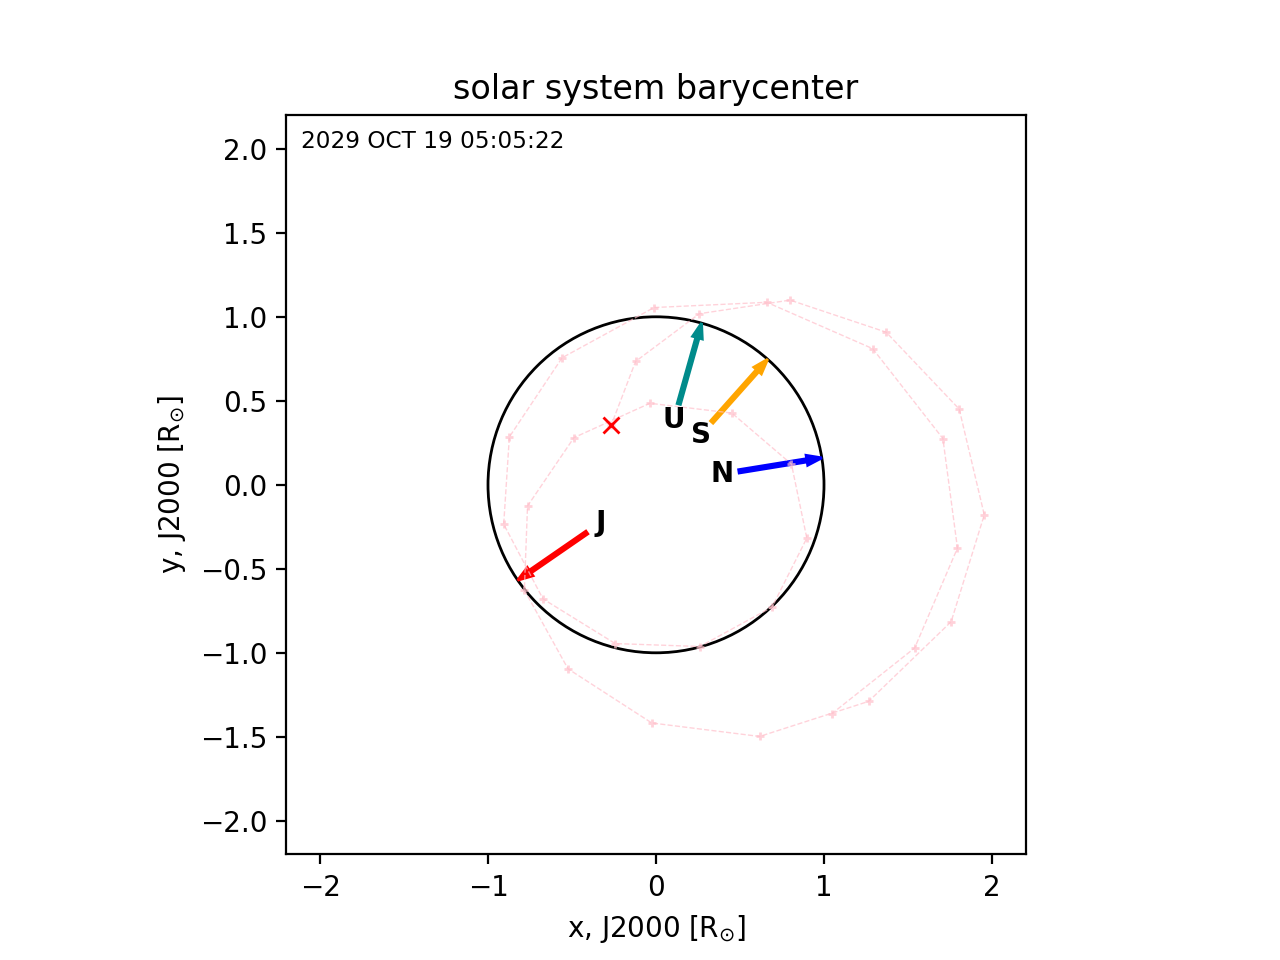 solar system barycenter
2029 OCT 19 05:05:22
2.0
1.5
1.0
0.5
0.0
−0.5
−1.0
−1.5
−2.0
y, J2000 [R☉]
U
S
N
J
−2 −1 0 1 2
x, J2000 [R☉]